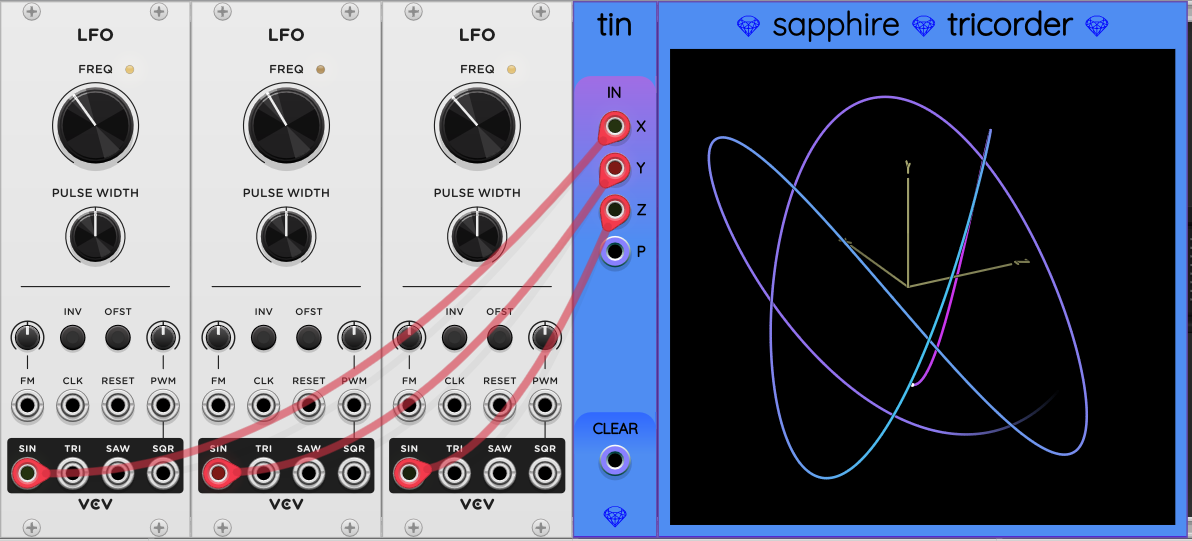 LFO
FREQ
PULSE WIDTH
INV OFST
FM CLK RESET PWM
SIN TRI SAW SQR
VCV
LFO
FREQ
PULSE WIDTH
INV OFST
FM CLK RESET PWM
SIN TRI SAW SQR
VCV
LFO
FREQ
PULSE WIDTH
INV OFST
FM CLK RESET PWM
SIN TRI SAW SQR
VCV
tin
IN
X
Y
Z
P
CLEAR
sapphire tricorder
Y
X
Z